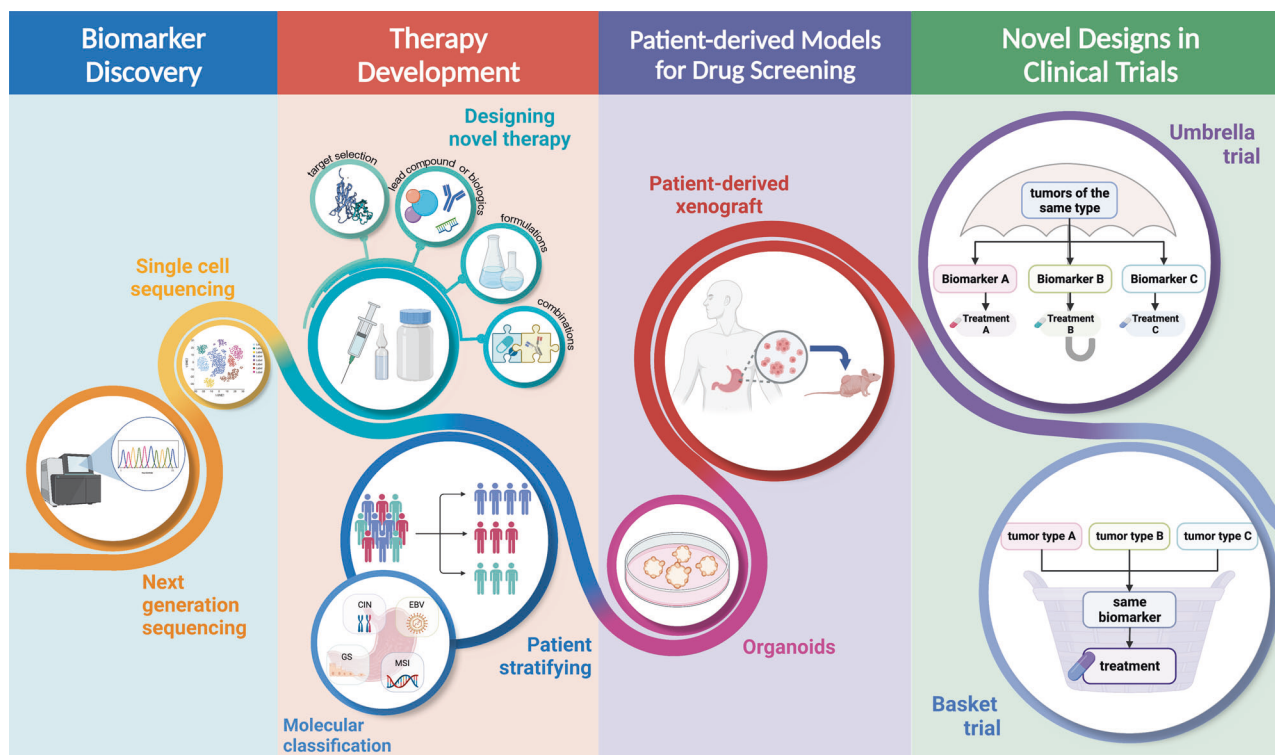 Biomarker
Discovery
Therapy
Development
Patient-derived Models
for Drug Screening
Novel Designs in
Clinical Trials
Single cell
sequencing
Next
generation
sequencing
Designing
novel therapy
target selection
lead compound or biologics
formulations
combinations
Patient
stratifying
CIN
EBV
GS
MSI
Molecular
classification
Patient-derived
xenograft
Organoids
Umbrella
trial
tumors of the
same type
Biomarker A
Biomarker B
Biomarker C
Treatment
A
Treatment
B
Treatment
C
tumor type A
tumor type B
tumor type C
same
biomarker
treatment
Basket
trial